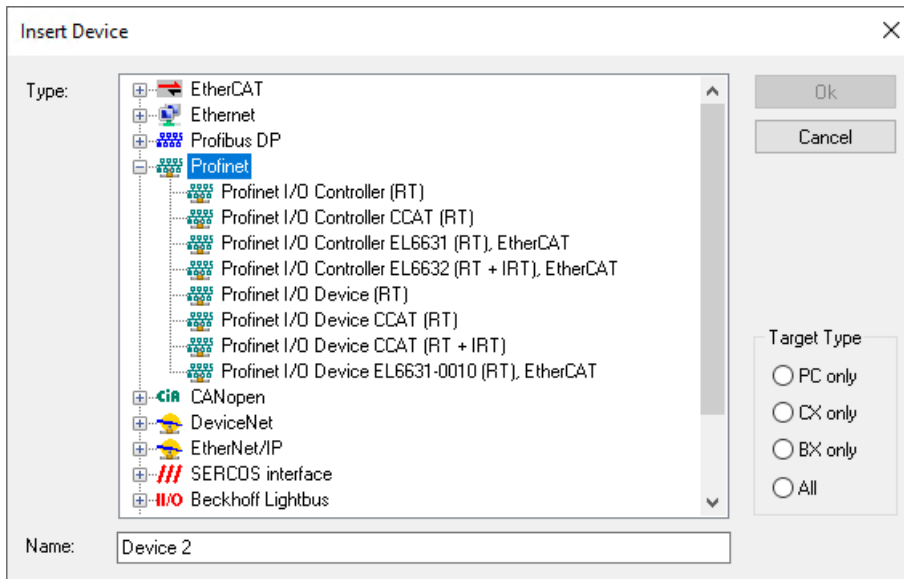 Insert Device
Type:
EtherCAT
Ethernet
Profibus DP
Profinet
Profinet I/O Controller (RT)
Profinet I/O Controller CCAT (RT)
Profinet I/O Controller EL6631 (RT), EtherCAT
Profinet I/O Controller EL6632 (RT + IRT), EtherCAT
Profinet I/O Device (RT)
Profinet I/O Device CCAT (RT)
Profinet I/O Device CCAT (RT + IRT)
Profinet I/O Device EL6631-0010 (RT), EtherCAT
CiA CANopen
DeviceNet
EtherNet/IP
SERCOS interface
II/O Beckhoff Lightbus
Ok
Cancel
Target Type
PC only
CX only
BX only
All
Name:
Device 2